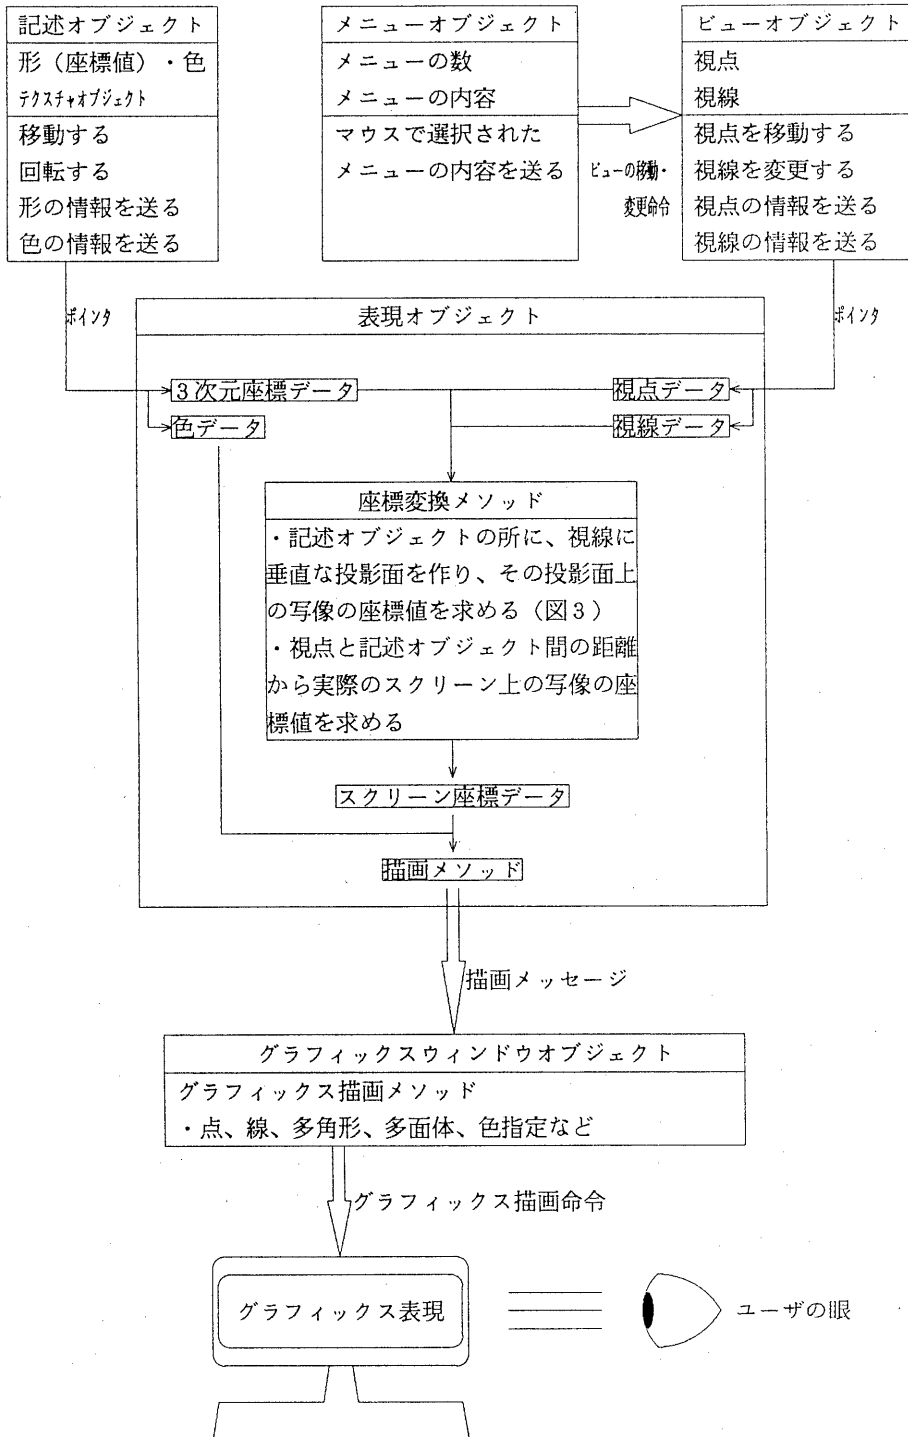 記述オブジェクト
形（座標値）・色
テクスチャオブジェクト
移動する
回転する
形の情報を送る
色の情報を送る
メニューオブジェクト
メニューの数
メニューの内容
マウスで選択された
メニューの内容を送る
ビューの移動・
変更命令
ビューオブジェクト
視点
視線
視点を移動する
視線を変更する
視点の情報を送る
視線の情報を送る
ポインタ
ポインタ
表現オブジェクト
３次元座標データ
視点データ
色データ
視線データ
座標変換メソッド
・記述オブジェクトの所に、視線に
垂直な投影面を作り、その投影面上
の写像の座標値を求める（図３）
・視点と記述オブジェクト間の距離
から実際のスクリーン上の写像の座
標値を求める
スクリーン座標データ
描画メソッド
描画メッセージ
グラフィックスウィンドウオブジェクト
グラフィックス描画メソッド
・点、線、多角形、多面体、色指定など
グラフィックス描画命令
グラフィックス表現
ユーザの眼